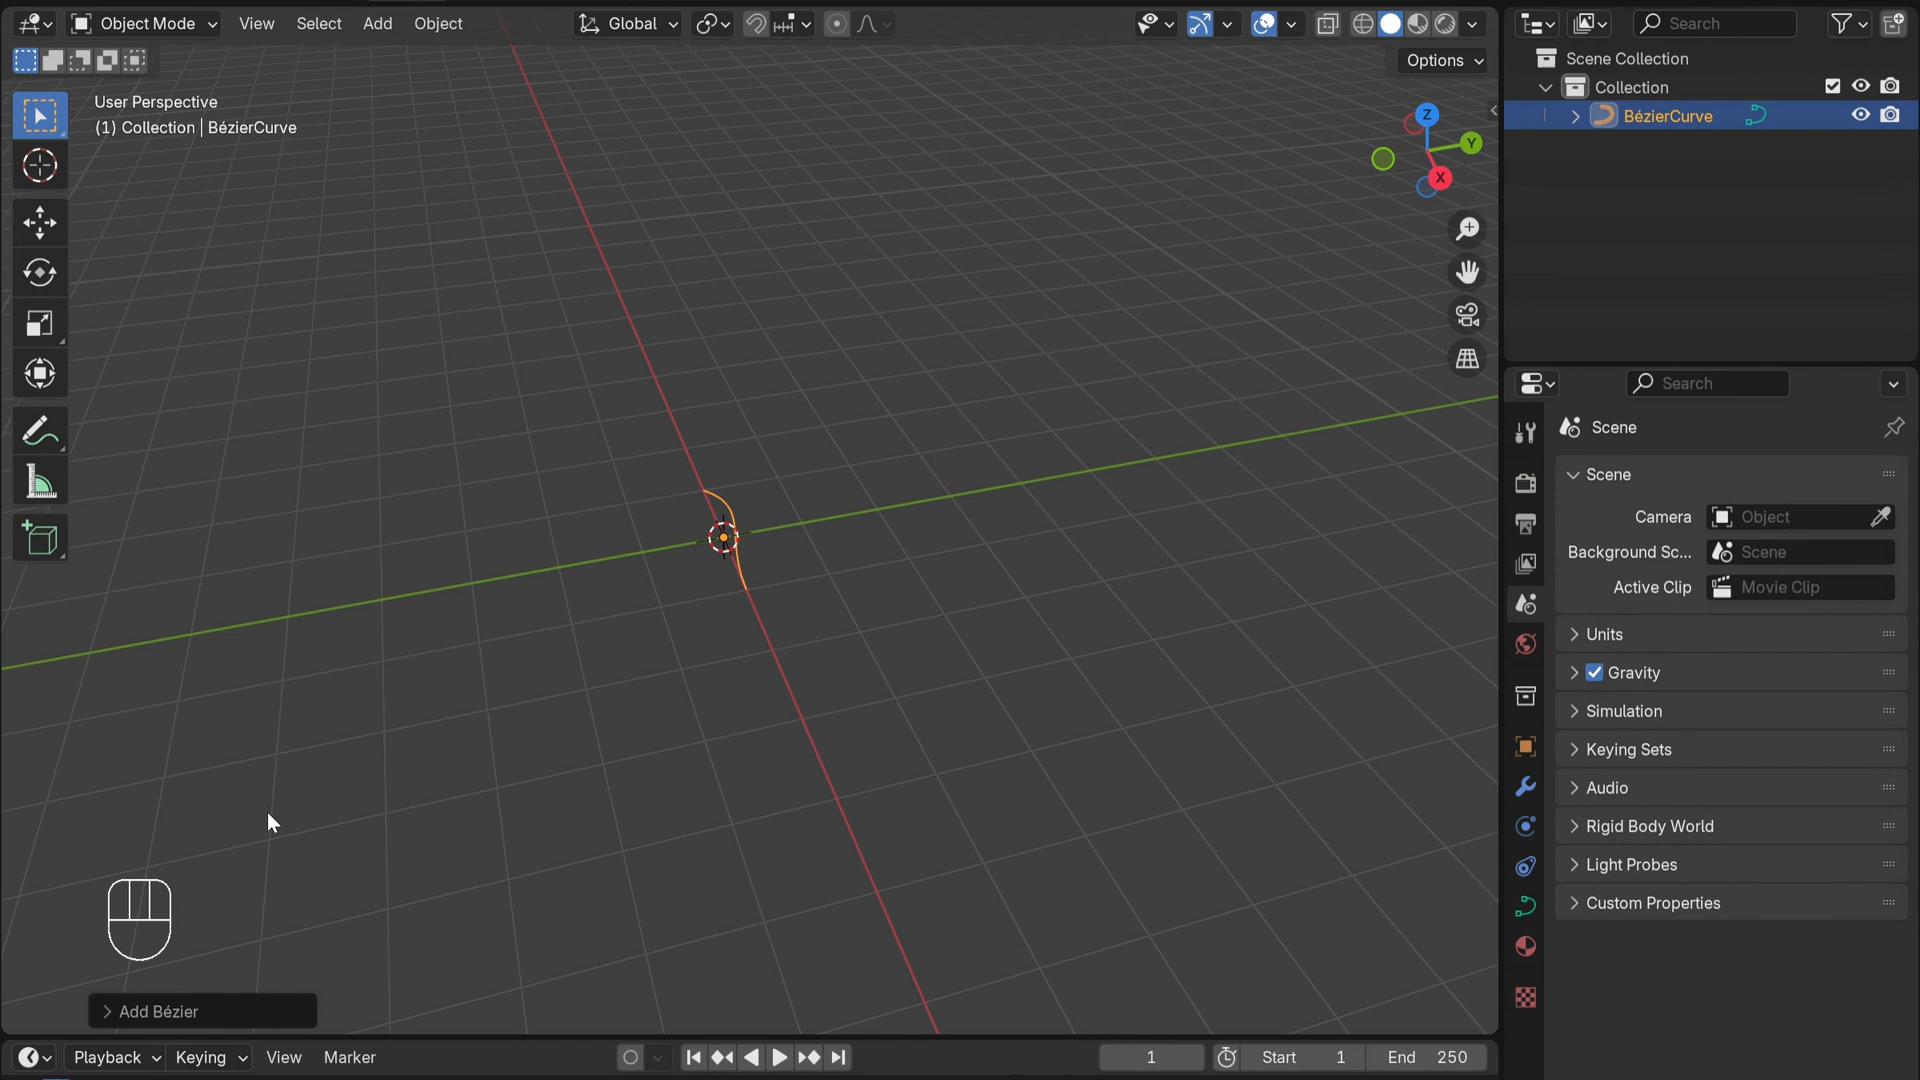 Object Mode View Select Add Object Global
Options
User Perspective
(1) Collection | BézierCurve
Z
Y
X
Add Bézier
Playback Keying View Marker 1 Start 1 End 250
Search
Scene Collection
Collection
BézierCurve
Search
Scene
Scene
Camera Object
Background Sc... Scene
Active Clip Movie Clip
Units
Gravity
Simulation
Keying Sets
Audio
Rigid Body World
Light Probes
Custom Properties